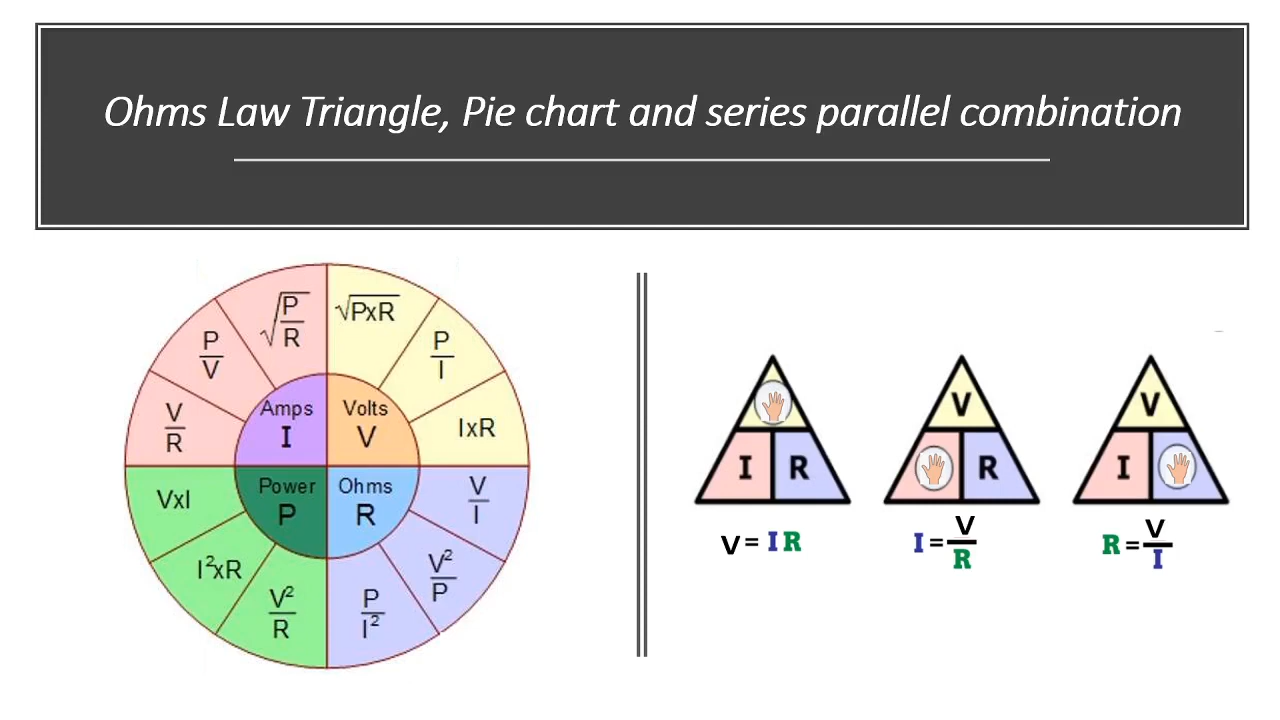 Ohms Law Triangle, Pie chart and series parallel combination
√P/R
√PxR
P/V
P/I
V/R
IxR
Amps
I
Volts
V
Power
P
Ohms
R
VxI
V/I
I²xR
V²/P
V²/R
P/I²
I R
V
I R
V
I R
V = I R
V
I R
V
I
I = V/R
R = V/I